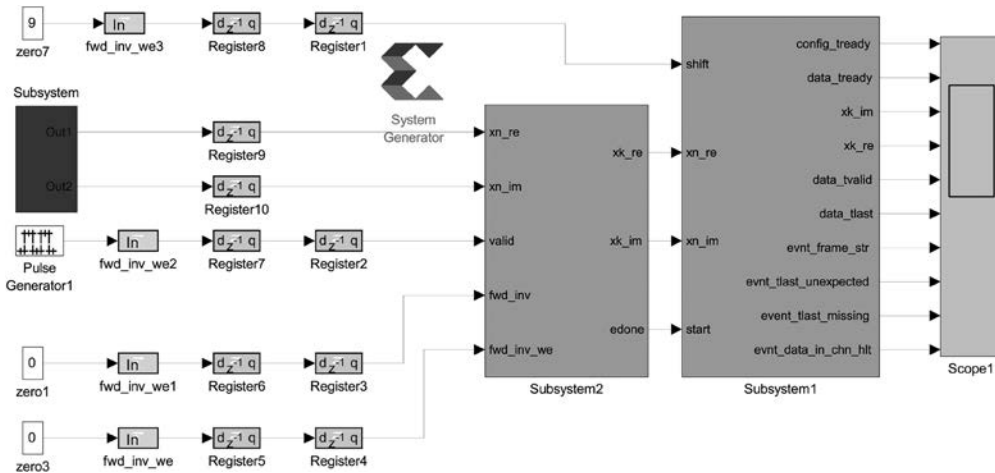 9
zero7
In
fwd_inv_we3
d z-1 q
Register8
d z-1 q
Register1
System
Generator
Subsystem
Out1
Out2
d z-1 q
Register9
d z-1 q
Register10
Pulse
Generator1
In
fwd_inv_we2
d z-1 q
Register7
d z-1 q
Register2
0
zero1
In
fwd_inv_we1
d z-1 q
Register6
d z-1 q
Register3
0
zero3
In
fwd_inv_we
d z-1 q
Register5
d z-1 q
Register4
xn_re
xn_im
valid
fwd_inv
fwd_inv_we
xk_re
xk_im
edone
Subsystem2
shift
xn_re
xn_im
start
config_tready
data_tready
xk_im
xk_re
data_tvalid
data_tlast
evnt_frame_str
evnt_tlast_unexpected
event_tlast_missing
evnt_data_in_chn_hlt
Subsystem1
Scope1